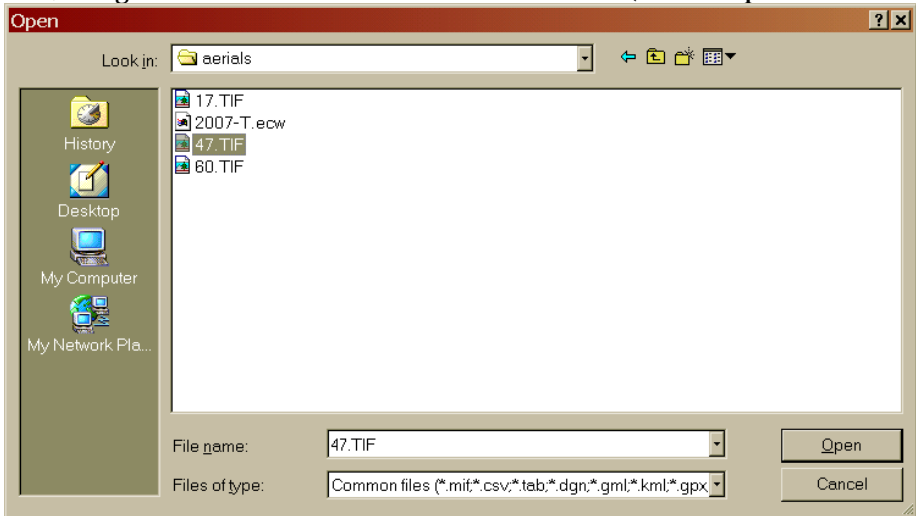 Open
Look in:
aerials
17.TIF
2007-T.ecw
47.TIF
60.TIF
History
Desktop
My Computer
My Network Pla...
File name:
47.TIF
Open
Files of type:
Common files (*.mif;*.csv;*.tab;*.dgn;*.gml;*.kml;*.gpx,
Cancel